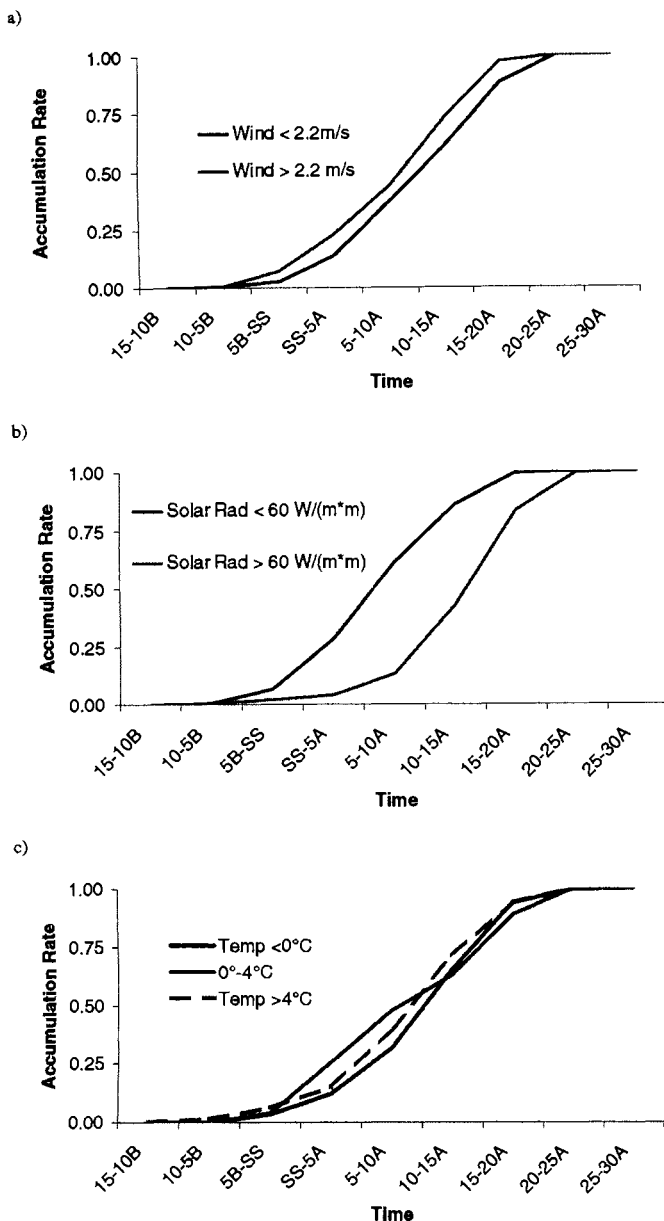 a)
1.00
0.75
0.50
0.25
0.00
Accumulation Rate
Wind < 2.2m/s
Wind > 2.2 m/s
15-10B
10-5B
5B-SS
SS-5A
5-10A
10-15A
15-20A
20-25A
25-30A
Time
b)
1.00
0.75
0.50
0.25
0.00
Accumulation Rate
Solar Rad < 60 W/(m*m)
Solar Rad > 60 W/(m*m)
15-10B
10-5B
5B-SS
SS-5A
5-10A
10-15A
15-20A
20-25A
25-30A
Time
c)
1.00
0.75
0.50
0.25
0.00
Accumulation Rate
Temp <0°C
0°-4°C
Temp >4°C
15-10B
10-5B
5B-SS
SS-5A
5-10A
10-15A
15-20A
20-25A
25-30A
Time